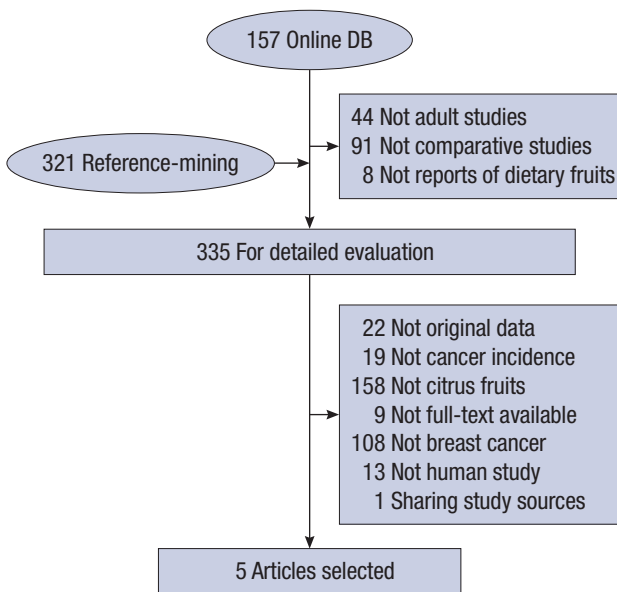 157 Online DB
44 Not adult studies
91 Not comparative studies
8 Not reports of dietary fruits
321 Reference-mining
335 For detailed evaluation
22 Not original data
19 Not cancer incidence
158 Not citrus fruits
9 Not full-text available
108 Not breast cancer
13 Not human study
1 Sharing study sources
5 Articles selected